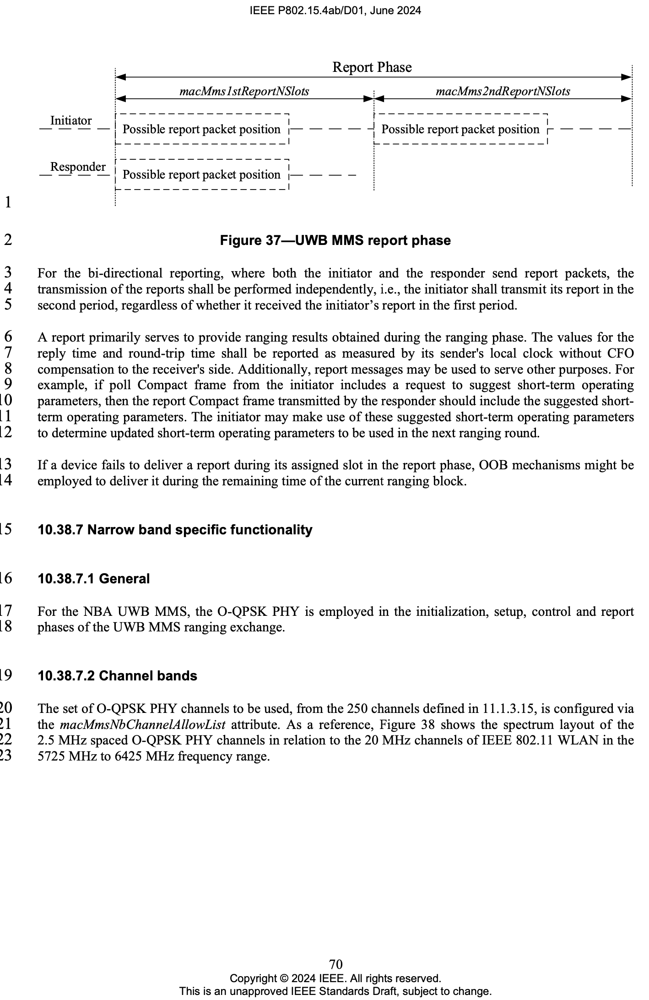 IEEE P802.15.4ab/D01, June 2024
Report Phase
macMms1stReportNSlots macMms2ndReportNSlots
Initiator Possible report packet position Possible report packet position
Responder Possible report packet position
1
2 Figure 37—UWB MMS report phase
3 For the bi-directional reporting, where both the initiator and the responder send report packets, the
4 transmission of the reports shall be performed independently, i.e., the initiator shall transmit its report in the
5 second period, regardless of whether it received the initiator’s report in the first period.
6 A report primarily serves to provide ranging results obtained during the ranging phase. The values for the
7 reply time and round-trip time shall be reported as measured by its sender's local clock without CFO
8 compensation to the receiver's side. Additionally, report messages may be used to serve other purposes. For
9 example, if poll Compact frame from the initiator includes a request to suggest short-term operating
10 parameters, then the report Compact frame transmitted by the responder should include the suggested short-
11 term operating parameters. The initiator may make use of these suggested short-term operating parameters
12 to determine updated short-term operating parameters to be used in the next ranging round.
13 If a device fails to deliver a report during its assigned slot in the report phase, OOB mechanisms might be
14 employed to deliver it during the remaining time of the current ranging block.
15 10.38.7 Narrow band specific functionality
16 10.38.7.1 General
17 For the NBA UWB MMS, the O-QPSK PHY is employed in the initialization, setup, control and report
18 phases of the UWB MMS ranging exchange.
19 10.38.7.2 Channel bands
20 The set of O-QPSK PHY channels to be used, from the 250 channels defined in 11.1.3.15, is configured via
21 the macMmsNbChannelAllowList attribute. As a reference, Figure 38 shows the spectrum layout of the
22 2.5 MHz spaced O-QPSK PHY channels in relation to the 20 MHz channels of IEEE 802.11 WLAN in the
23 5725 MHz to 6425 MHz frequency range.
70
Copyright © 2024 IEEE. All rights reserved.
This is an unapproved IEEE Standards Draft, subject to change.